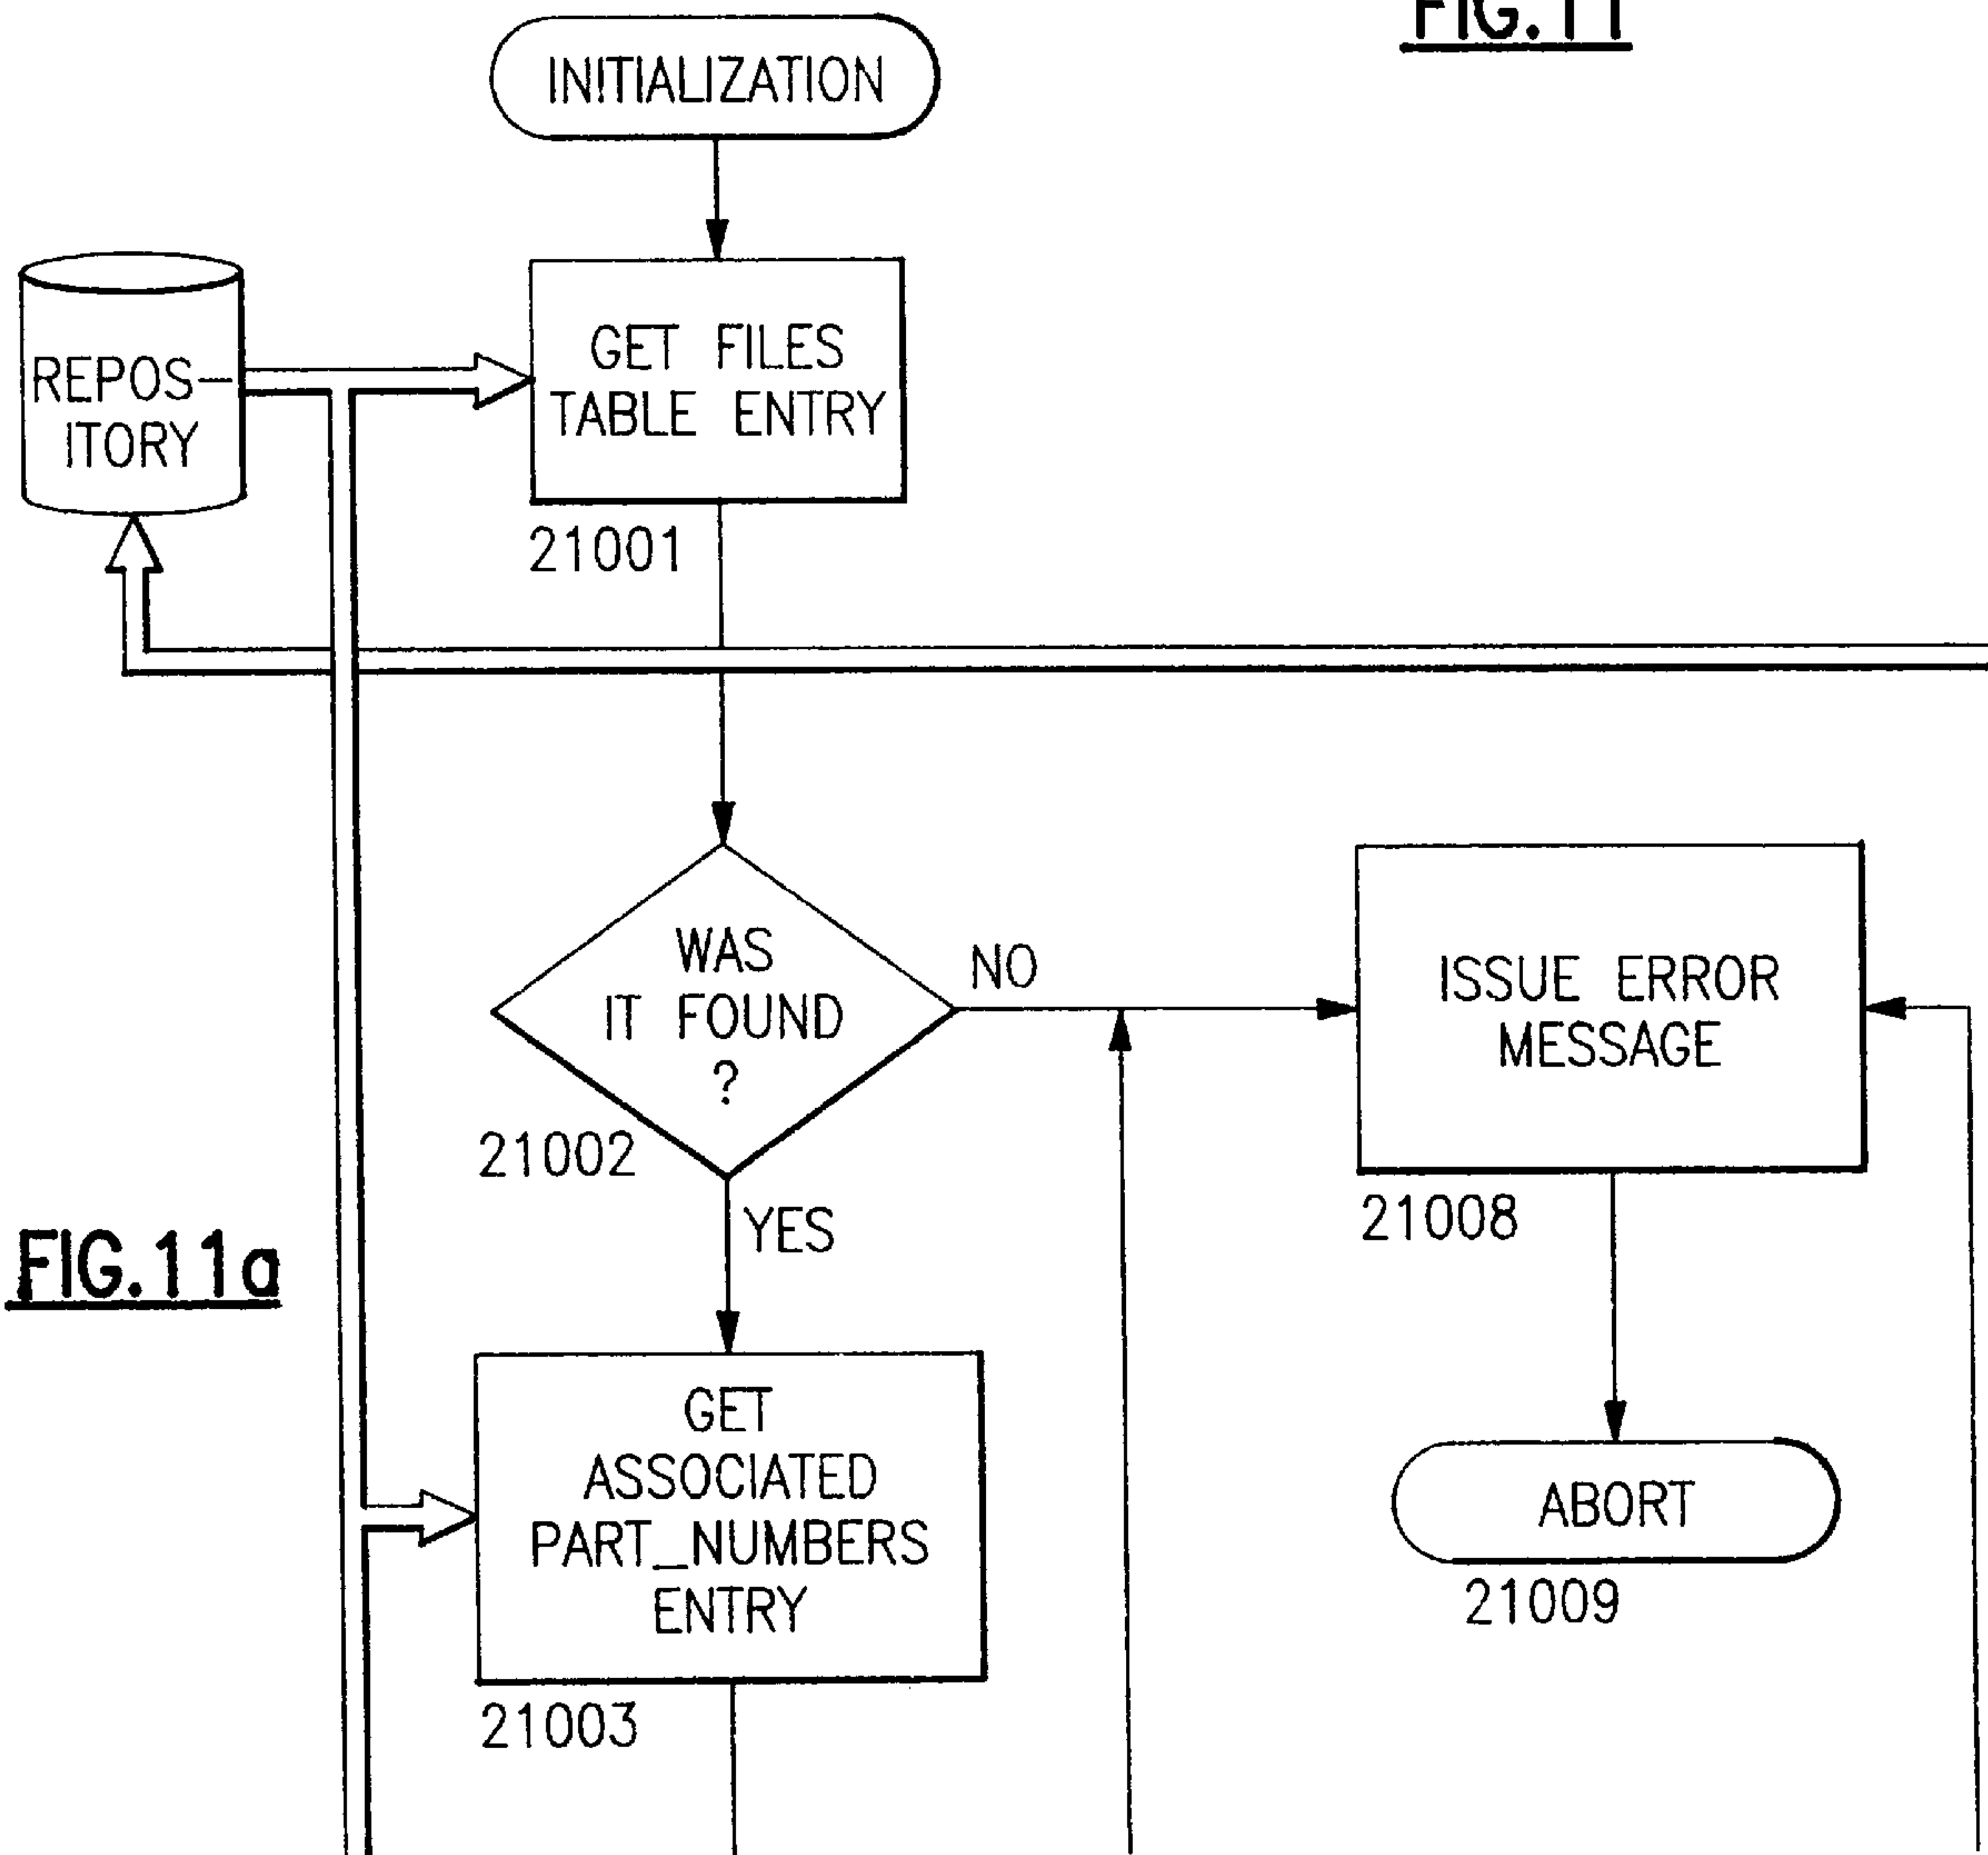 FIG.11
INITIALIZATION
REPOS-
ITORY
GET FILES
TABLE ENTRY
21001
WAS
IT FOUND
?
NO
21002
YES
ISSUE ERROR
MESSAGE
21008
FIG.11a
GET
ASSOCIATED
PART_NUMBERS
ENTRY
21003
ABORT
21009